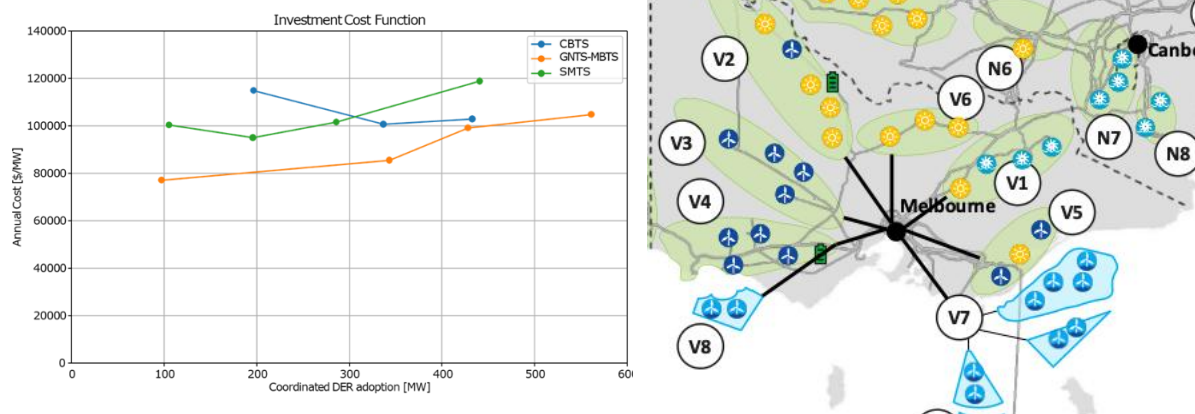 Investment Cost Function
140000
120000
100000
80000
60000
40000
20000
0
Annual Cost [$/MW]
CBTS
GNTS-MBTS
SMTS
0
100
200
300
400
500
Coordinated DER adoption [MW]
V2
N6
V6
V3
N7
N8
V1
V4
Melbourne
V5
V7
V8